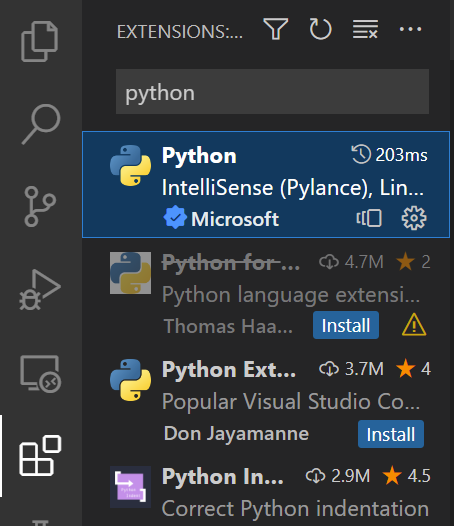 EXTENSIONS:...
python
Python 203ms
IntelliSense (Pylance), Lin...
Microsoft
Python for ... 4.7M 2
Python language extensi...
Thomas Haa... Install
Python Ext... 3.7M 4
Popular Visual Studio Co...
Don Jayamanne Install
Python In... 2.9M 4.5
Correct Python indentation